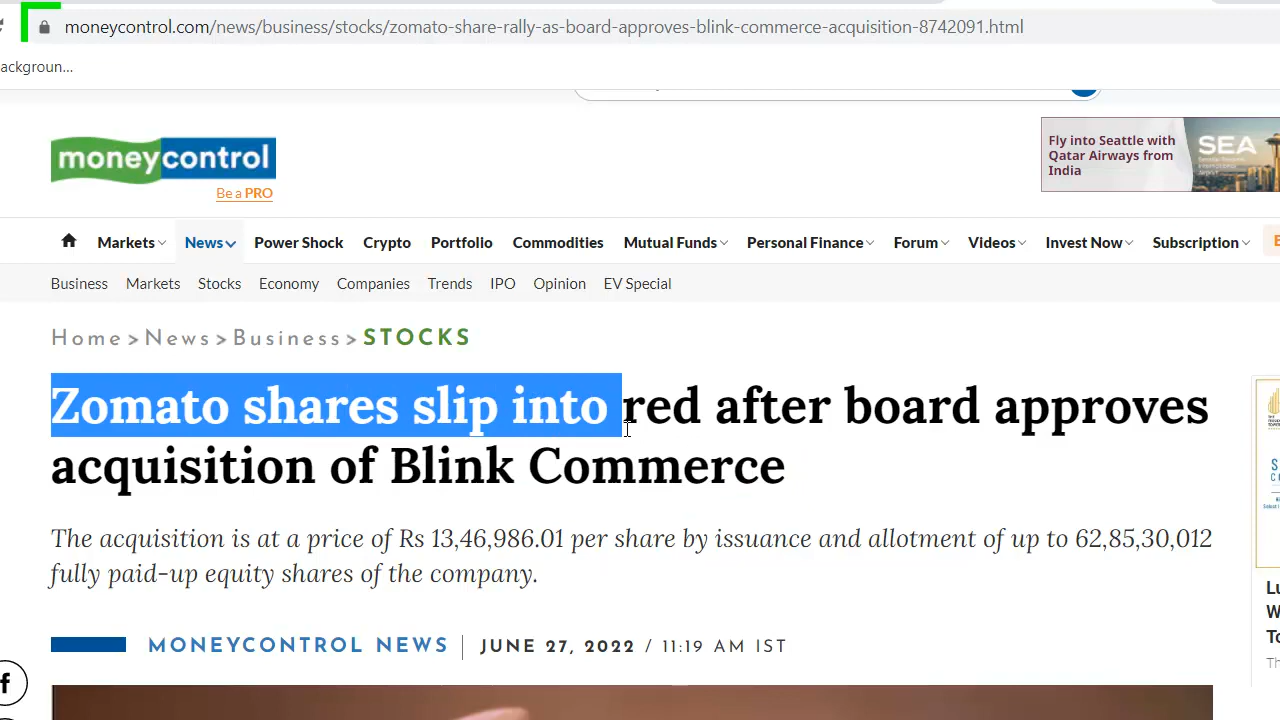 moneycontrol.com/news/business/stocks/zomato-share-rally-as-board-approves-blink-commerce-acquisition-8742091.html
ackgroun...
moneycontrol
Be a PRO
Fly into Seattle with
Qatar Airways from
India
SEA
Markets News Power Shock Crypto Portfolio Commodities Mutual Funds Personal Finance Forum Videos Invest Now Subscription
Business Markets Stocks Economy Companies Trends IPO Opinion EV Special
Home > News > Business > STOCKS
Zomato shares slip into red after board approves
acquisition of Blink Commerce
The acquisition is at a price of Rs 13,46,986.01 per share by issuance and allotment of up to 62,85,30,012
fully paid-up equity shares of the company.
MONEYCONTROL NEWS | JUNE 27, 2022 / 11:19 AM IST